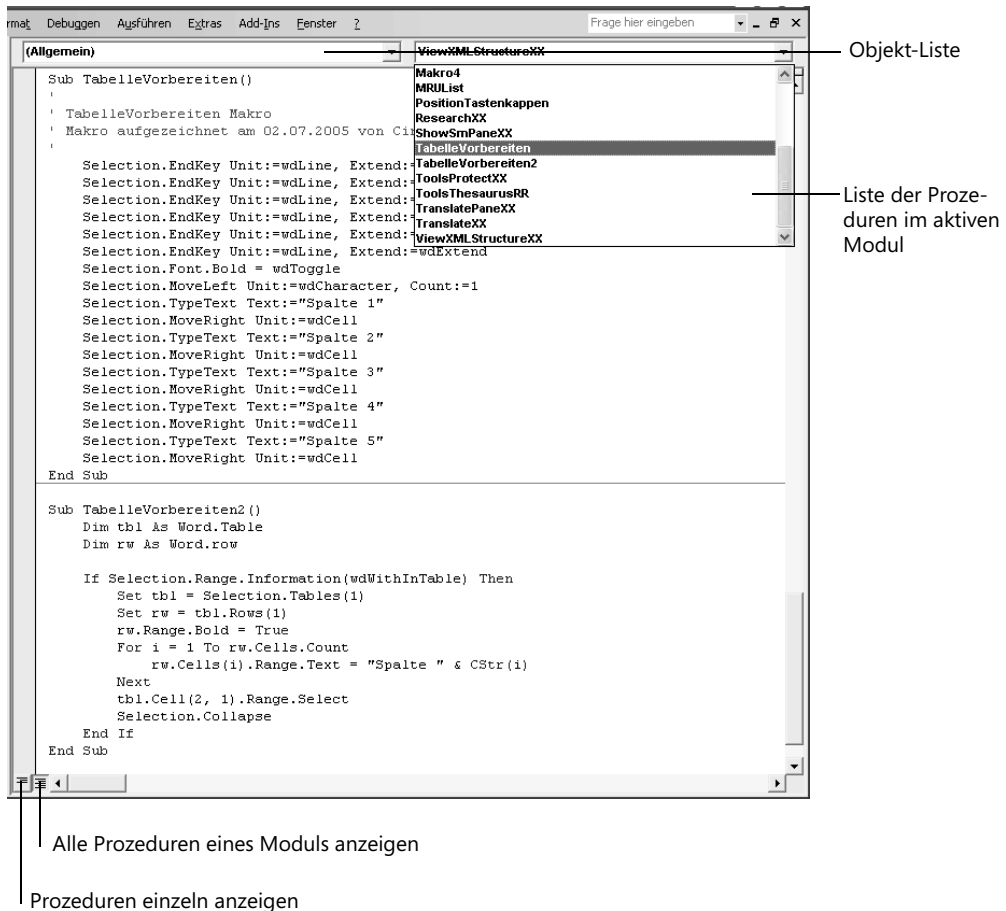 rmat Debuggen Ausführen Extras Add-Ins Fenster ? Frage hier eingeben
(Allgemein) ViewXMLStructureXX
Objekt-Liste
Sub TabelleVorbereiten()
'
' TabelleVorbereiten Makro
' Makro aufgezeichnet am 02.07.2005 von Cin
'
Makro4
MRUList
PositionTastenkappen
ResearchXX
ShowSmPaneXX
TabelleVorbereiten
TabelleVorbereiten2
ToolsProtectXX
ToolsThesaurusRR
TranslatePaneXX
TranslateXX
ViewXMLStructureXX
Liste der Proze-
duren im aktiven
Modul
Selection.EndKey Unit:=wdLine, Extend:=
Selection.EndKey Unit:=wdLine, Extend:=
Selection.EndKey Unit:=wdLine, Extend:=
Selection.EndKey Unit:=wdLine, Extend:=
Selection.EndKey Unit:=wdLine, Extend:=
Selection.EndKey Unit:=wdLine, Extend:=wdExtend
Selection.Font.Bold = wdToggle
Selection.MoveLeft Unit:=wdCharacter, Count:=1
Selection.TypeText Text:="Spalte 1"
Selection.MoveRight Unit:=wdCell
Selection.TypeText Text:="Spalte 2"
Selection.MoveRight Unit:=wdCell
Selection.TypeText Text:="Spalte 3"
Selection.MoveRight Unit:=wdCell
Selection.TypeText Text:="Spalte 4"
Selection.MoveRight Unit:=wdCell
Selection.TypeText Text:="Spalte 5"
Selection.MoveRight Unit:=wdCell
End Sub
Sub TabelleVorbereiten2()
Dim tbl As Word.Table
Dim rw As Word.row
If Selection.Range.Information(wdWithInTable) Then
Set tbl = Selection.Tables(1)
Set rw = tbl.Rows(1)
rw.Range.Bold = True
For i = 1 To rw.Cells.Count
rw.Cells(i).Range.Text = "Spalte " & CStr(i)
Next
tbl.Cell(2, 1).Range.Select
Selection.Collapse
End If
End Sub
Alle Prozeduren eines Moduls anzeigen
Prozeduren einzeln anzeigen